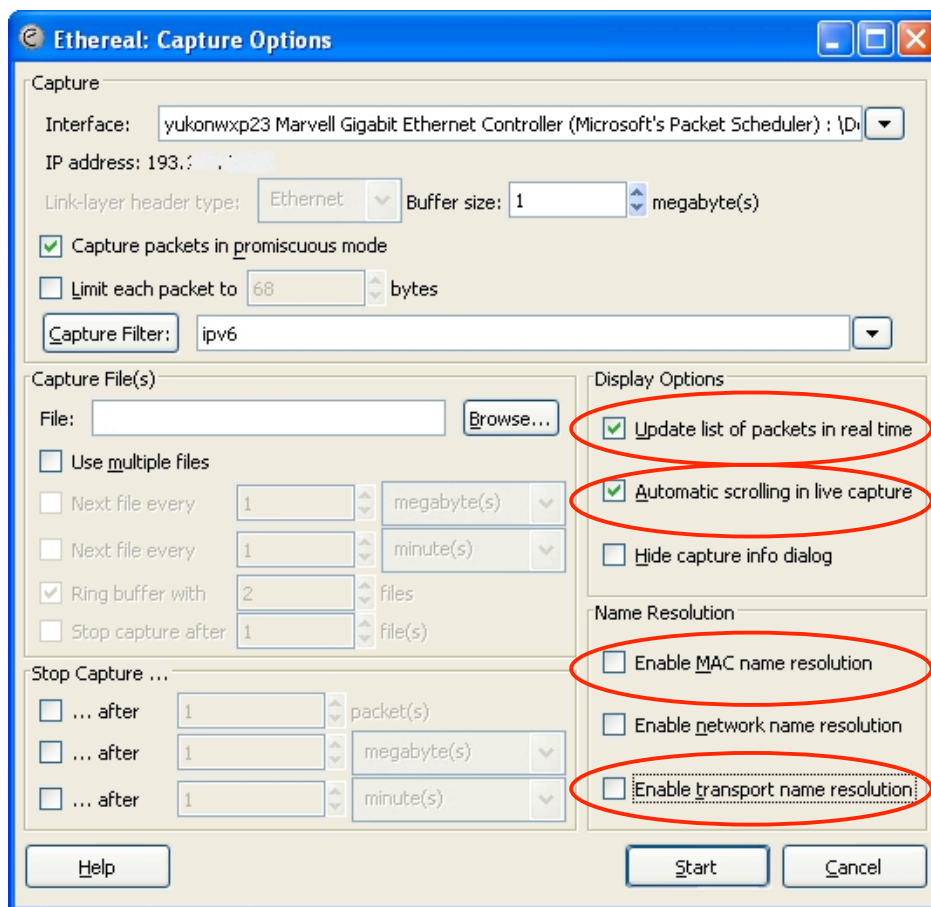 Ethereal: Capture Options
Capture
Interface: yukonwxp23 Marvell Gigabit Ethernet Controller (Microsoft's Packet Scheduler) : \D
IP address: 193.
Link-layer header type: Ethernet Buffer size: 1 megabyte(s)
Capture packets in promiscuous mode
Limit each packet to 68 bytes
Capture Filter: ipv6
Capture File(s)
File: Browse...
Use multiple files
Next file every 1 megabyte(s)
Next file every 1 minute(s)
Ring buffer with 2 files
Stop capture after 1 file(s)
Stop Capture ...
... after 1 packet(s)
... after 1 megabyte(s)
... after 1 minute(s)
Display Options
Update list of packets in real time
Automatic scrolling in live capture
Hide capture info dialog
Name Resolution
Enable MAC name resolution
Enable network name resolution
Enable transport name resolution
Help Start Cancel